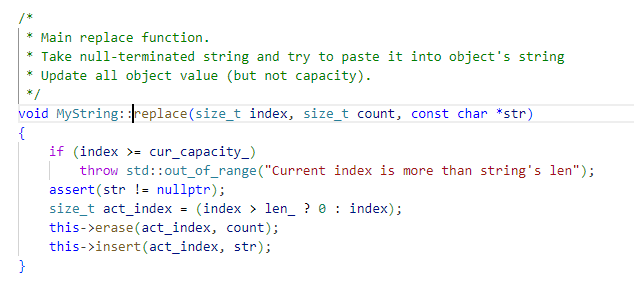 /*
 * Main replace function.
 * Take null-terminated string and try to paste it into object's string
 * Update all object value (but not capacity).
 */
void MyString::replace(size_t index, size_t count, const char *str)
{
    if (index >= cur_capacity_)
        throw std::out_of_range("Current index is more than string's len");
    assert(str != nullptr);
    size_t act_index = (index > len_ ? 0 : index);
    this->erase(act_index, count);
    this->insert(act_index, str);
}